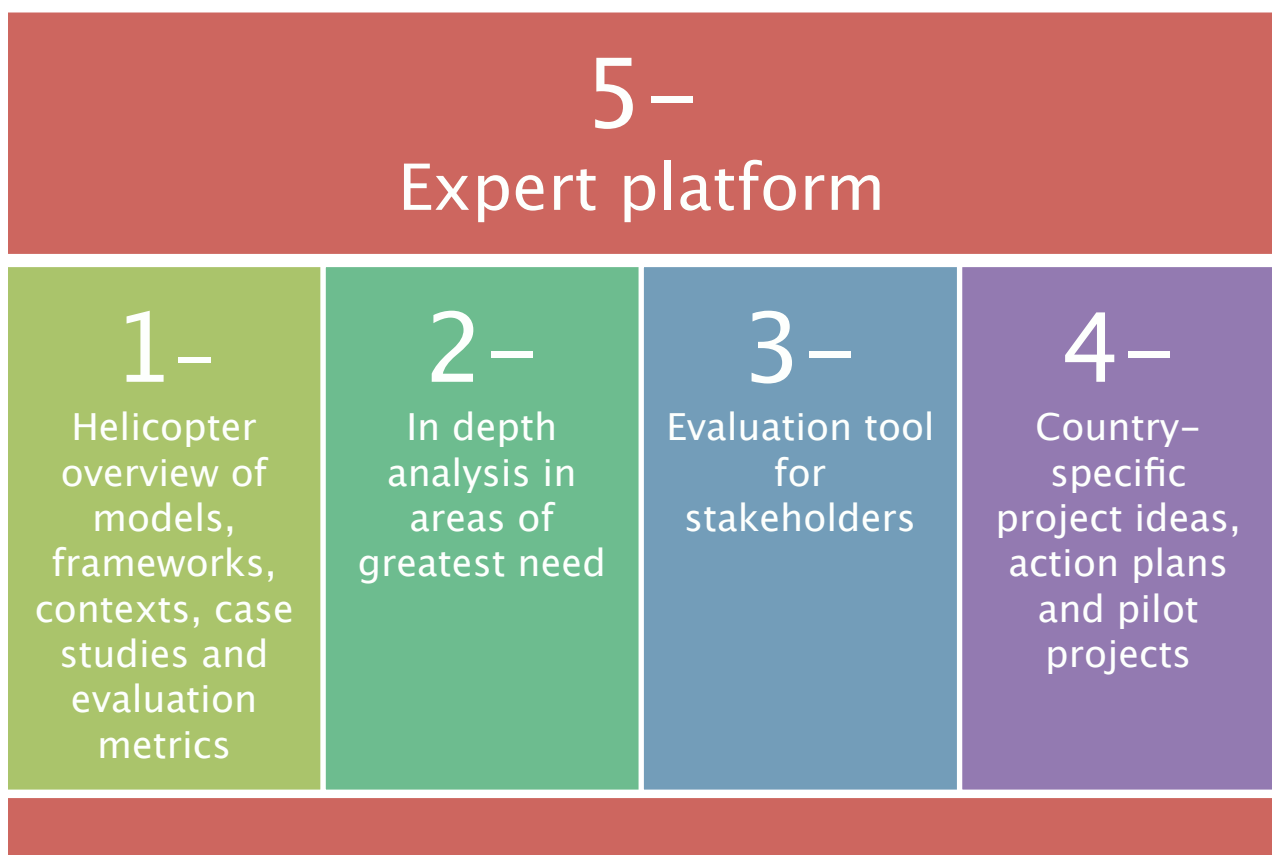 5–
Expert platform
1–
Helicopter
overview of
models,
frameworks,
contexts, case
studies and
evaluation
metrics
2–
In depth
analysis in
areas of
greatest need
3–
Evaluation tool
for
stakeholders
4–
Country–
specific
project ideas,
action plans
and pilot
projects